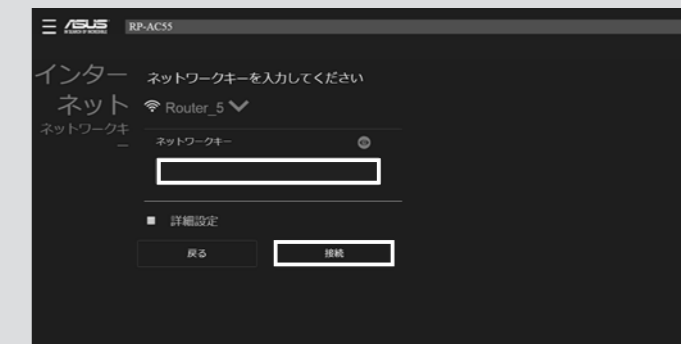 ASUS
RP-AC55
インター
ネット
ネットワークキ
ー
ネットワークキーを入力してください
Router_5
ネットワークキー
詳細設定
戻る
接続